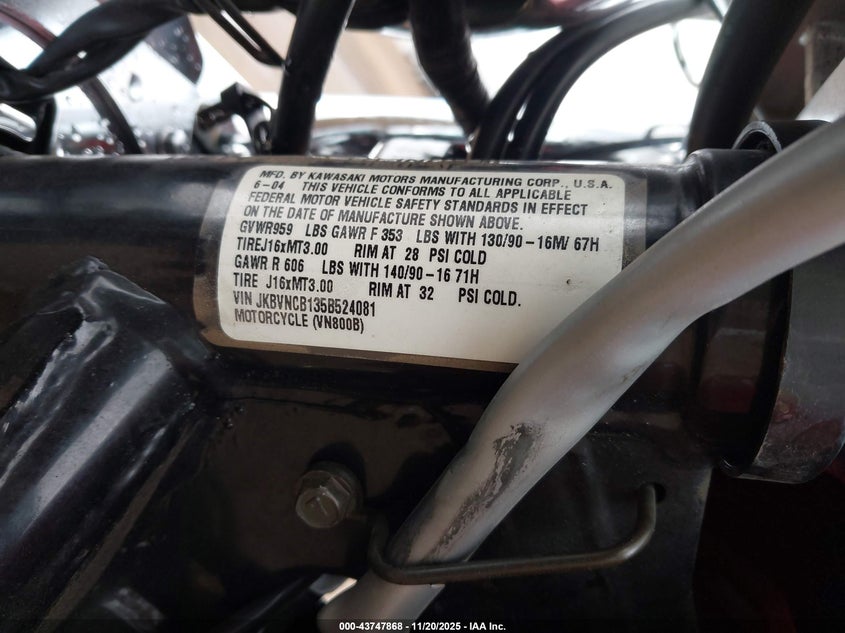 MFD. BY KAWASAKI MOTORS MANUFACTURING CORP., U.S.A.
6-04 THIS VEHICLE CONFORMS TO ALL APPLICABLE
FEDERAL MOTOR VEHICLE SAFETY STANDARDS IN EFFECT
ON THE DATE OF MANUFACTURE SHOWN ABOVE.
GVWR959 LBS GAWR F 353 LBS WITH 130/90-16M/ 67H
TIREJ16xMT3.00 RIM AT 28 PSI COLD
GAWR R 606 LBS WITH 140/90-16 71H
TIRE J16xMT3.00 RIM AT 32 PSI COLD.
VIN JKBVNCB135B524081
MOTORCYCLE (VN800B)
000-43747868 - 11/20/2025 - IAA Inc.